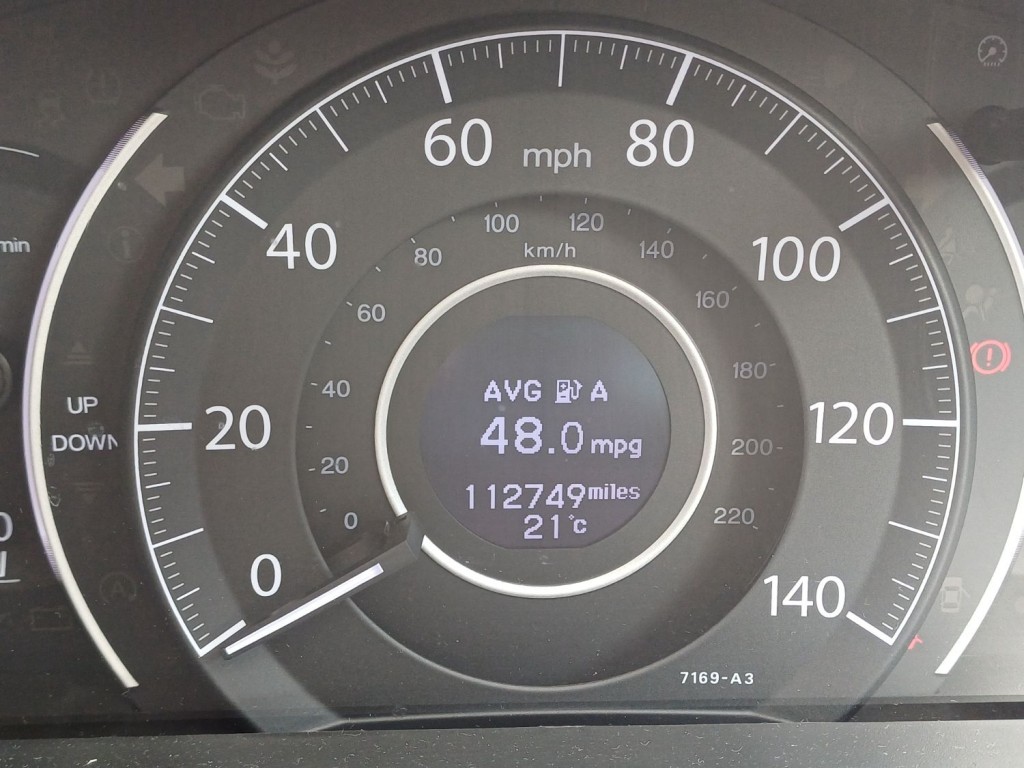 60 mph 80
100 120
80 km/h 140
40 100
min
60 160
40 180
UP
DOWN
20 120
AVG A
48.0 mpg
20 200
112749 miles
21°C
0 220
0 140
7169-A3